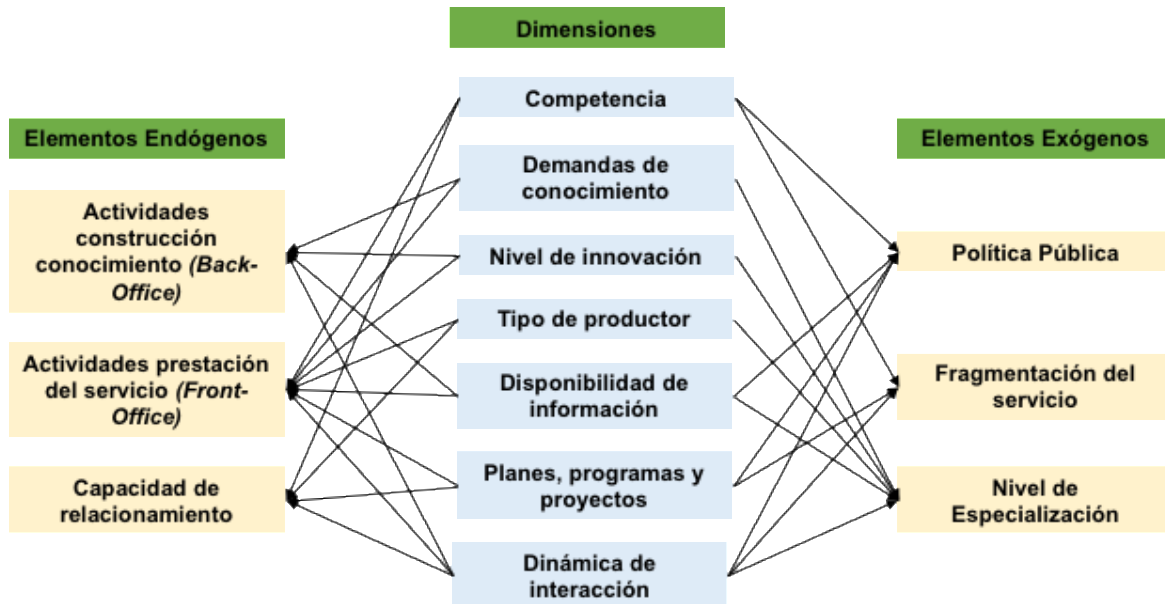 Dimensiones
Elementos Endógenos
Actividades
construcción
conocimiento (Back-
Office)
Actividades prestación
del servicio (Front-
Office)
Capacidad de
relacionamiento
Competencia
Demandas de
conocimiento
Nivel de innovación
Tipo de productor
Disponibilidad de
información
Planes, programas y
proyectos
Dinámica de
interacción
Elementos Exógenos
Política Pública
Fragmentación del
servicio
Nivel de
Especialización